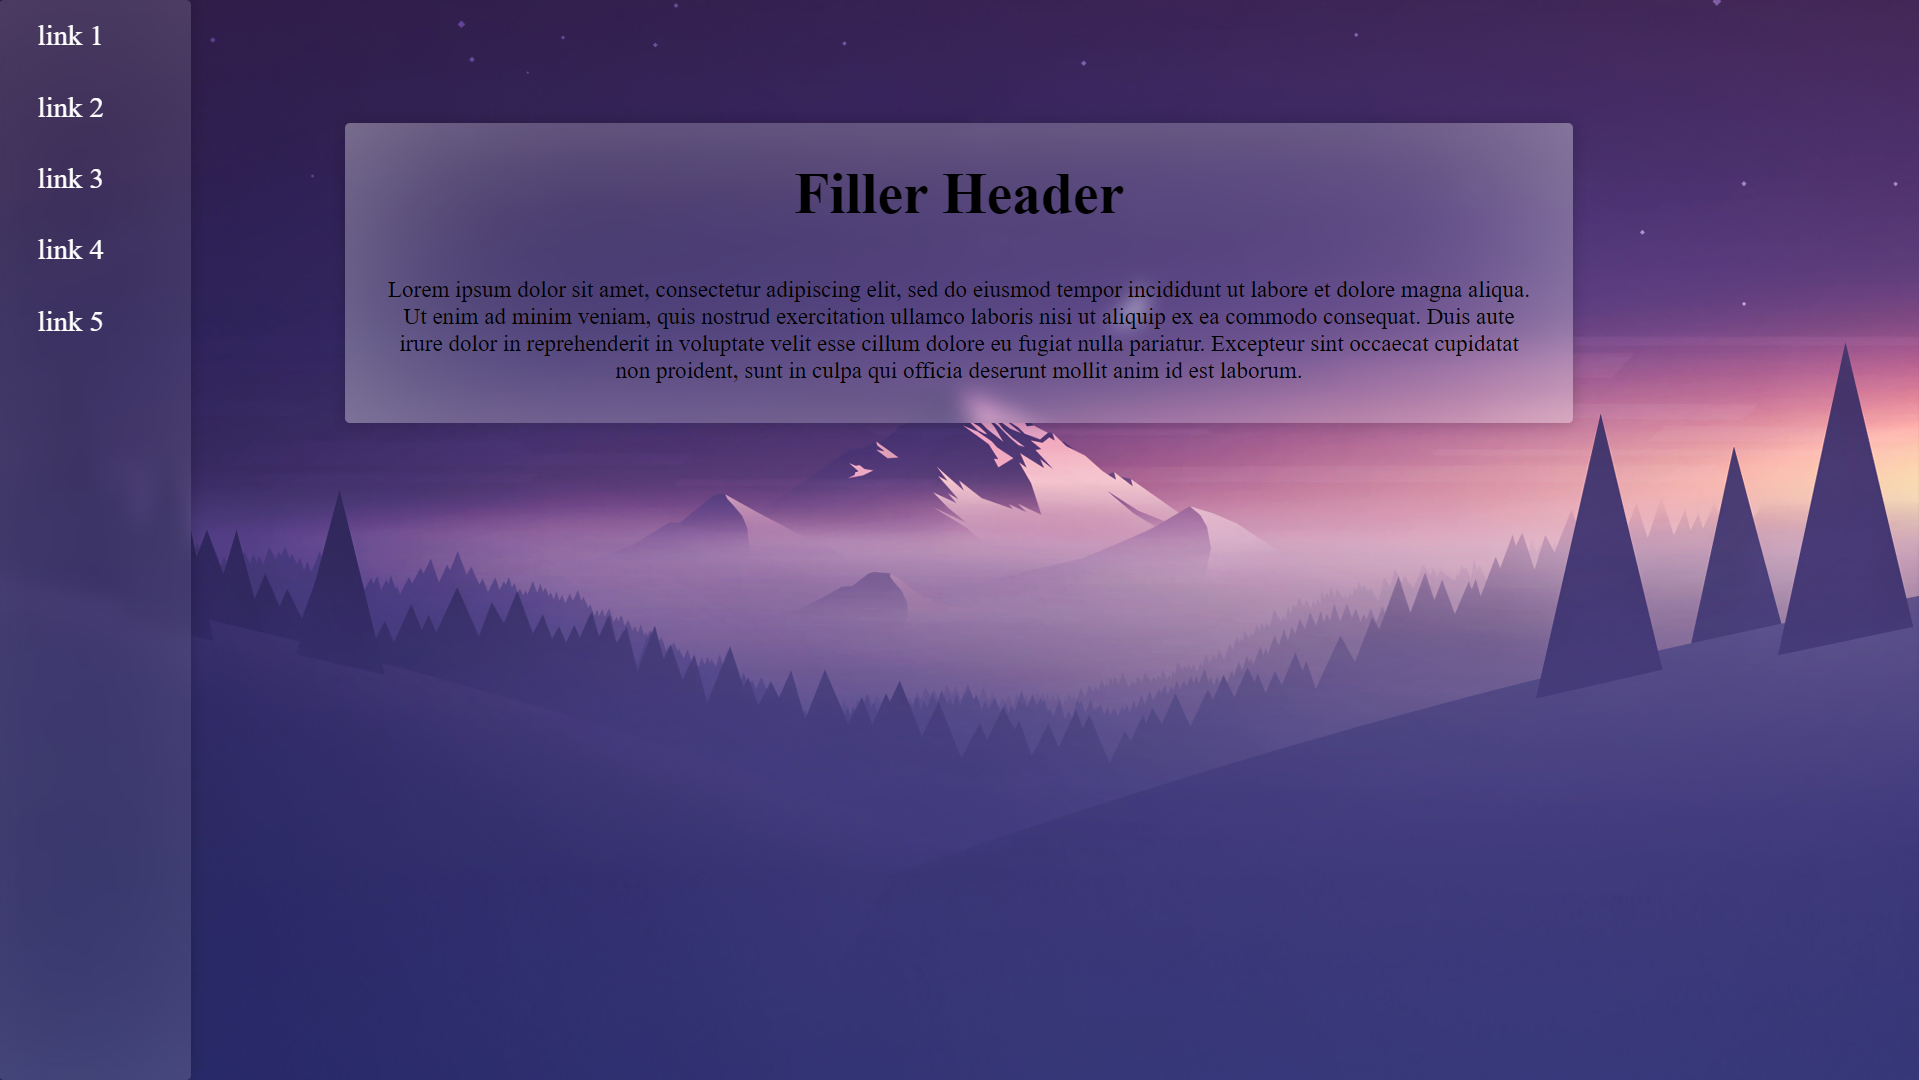 link 1
link 2
link 3
link 4
link 5
Filler Header
Lorem ipsum dolor sit amet, consectetur adipiscing elit, sed do eiusmod tempor incididunt ut labore et dolore magna aliqua.
Ut enim ad minim veniam, quis nostrud exercitation ullamco laboris nisi ut aliquip ex ea commodo consequat. Duis aute
irure dolor in reprehenderit in voluptate velit esse cillum dolore eu fugiat nulla pariatur. Excepteur sint occaecat cupidatat
non proident, sunt in culpa qui officia deserunt mollit anim id est laborum.